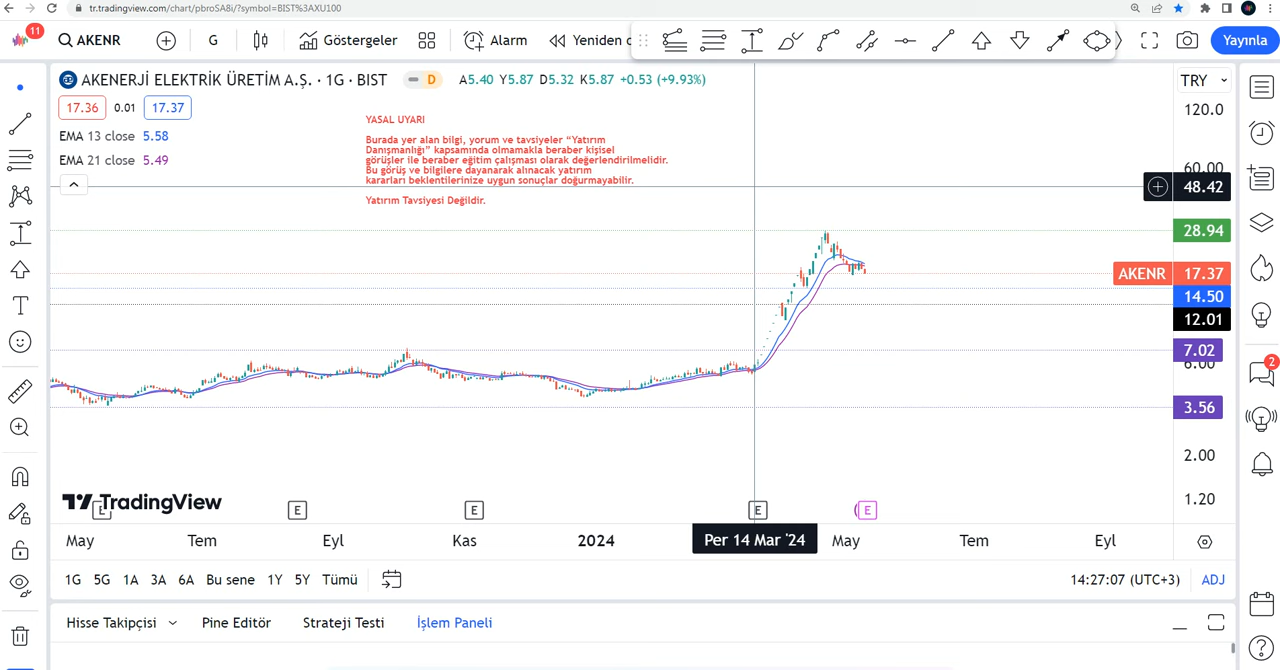 tr.tradingview.com/chart/pbroSA8i/?symbol=BIST%3AXU100
11
AKENR
G
Göstergeler
Alarm
Yeniden
Yayınla
AKENERJİ ELEKTRİK ÜRETİM A.Ş. · 1G · BIST
D
A5.40 Y5.87 D5.32 K5.87 +0.53 (+9.93%)
TRY
17.36
0.01
17.37
EMA 13 close 5.58
EMA 21 close 5.49
YASAL UYARI
Burada yer alan bilgi, yorum ve tavsiyeler “Yatırım
Danışmanlığı” kapsamında olmamakla beraber kişisel
görüşler ile beraber eğitim çalışması olarak değerlendirilmelidir.
Bu görüş ve bilgilere dayanarak alınacak yatırım
kararları beklentilerinize uygun sonuçlar doğurmayabilir.
Yatırım Tavsiyesi Değildir.
120.0
60.00
48.42
28.94
AKENR 17.37
14.50
12.01
7.02
6.00
3.56
2.00
1.20
2
TradingView
E
E
E
E
E
May
Tem
Eyl
Kas
2024
Per 14 Mar '24
May
Tem
Eyl
1G 5G 1A 3A 6A Bu sene 1Y 5Y Tümü
14:27:07 (UTC+3)
ADJ
Hisse Takipçisi
Pine Editör
Strateji Testi
İşlem Paneli